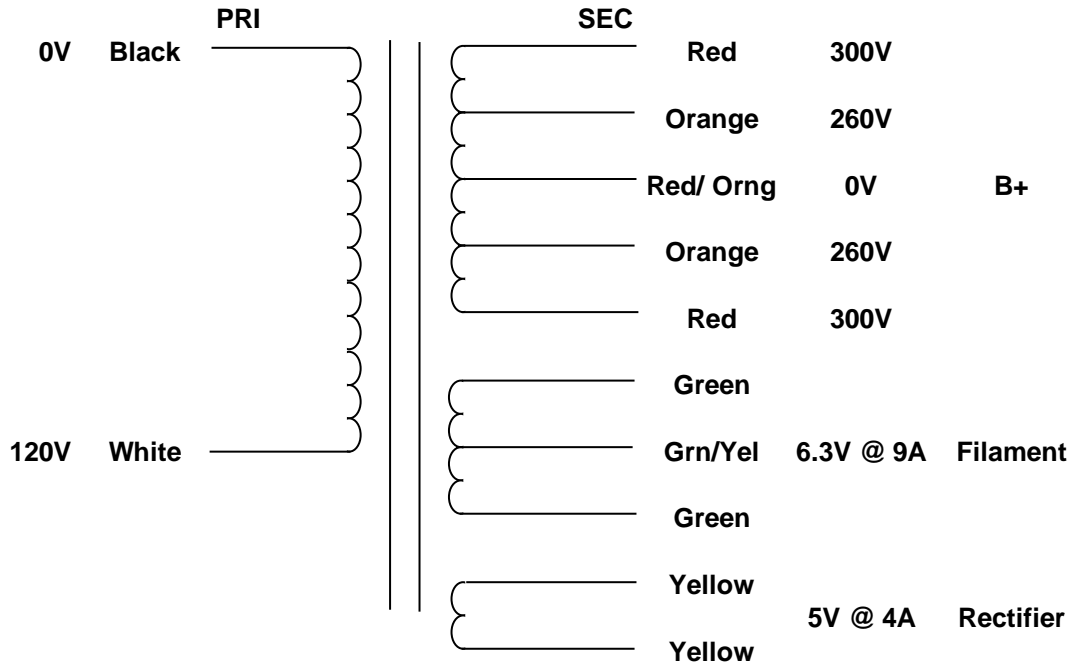 PRI SEC
0V Black Red 300V
Orange 260V
Red/ Orng 0V B+
Orange 260V
Red 300V
Green
120V White Grn/Yel 6.3V @ 9A Filament
Green
Yellow
5V @ 4A Rectifier
Yellow